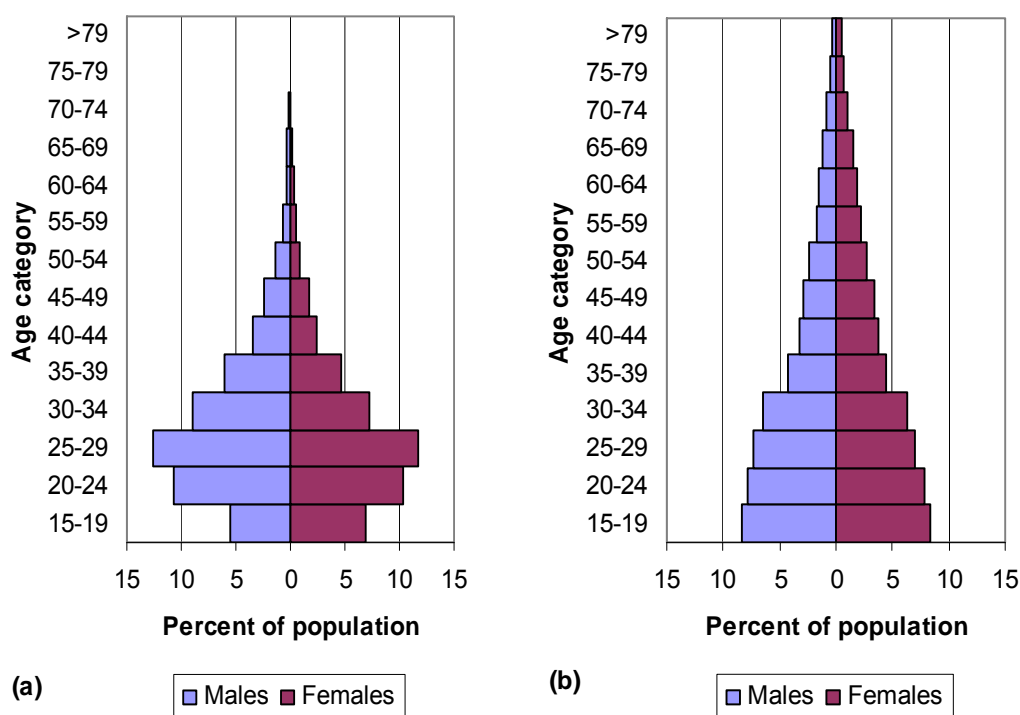 Age category
>79
75-79
70-74
65-69
60-64
55-59
50-54
45-49
40-44
35-39
30-34
25-29
20-24
15-19
15 10 5 0 5 10 15
Percent of population
(a)
Males Females
Age category
>79
75-79
70-74
65-69
60-64
55-59
50-54
45-49
40-44
35-39
30-34
25-29
20-24
15-19
15 10 5 0 5 10 15
Percent of population
(b)
Males Females